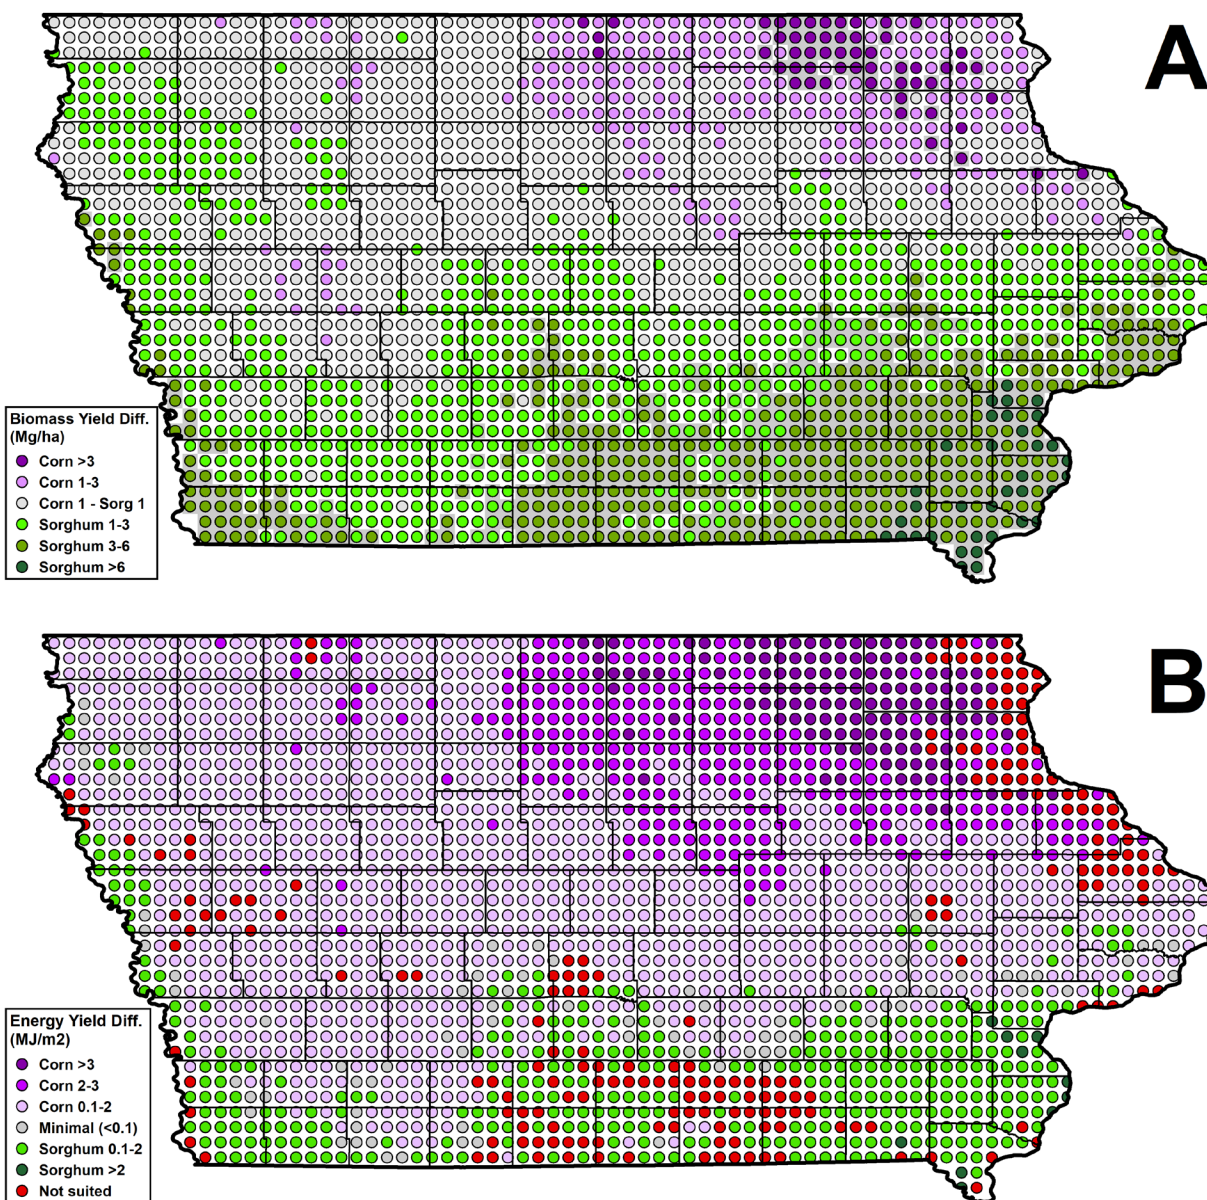 A
Biomass Yield Diff.
(Mg/ha)
Corn >3
Corn 1-3
Corn 1 - Sorg 1
Sorghum 1-3
Sorghum 3-6
Sorghum >6
B
Energy Yield Diff.
(MJ/m2)
Corn >3
Corn 2-3
Corn 0.1-2
Minimal (<0.1)
Sorghum 0.1-2
Sorghum >2
Not suited